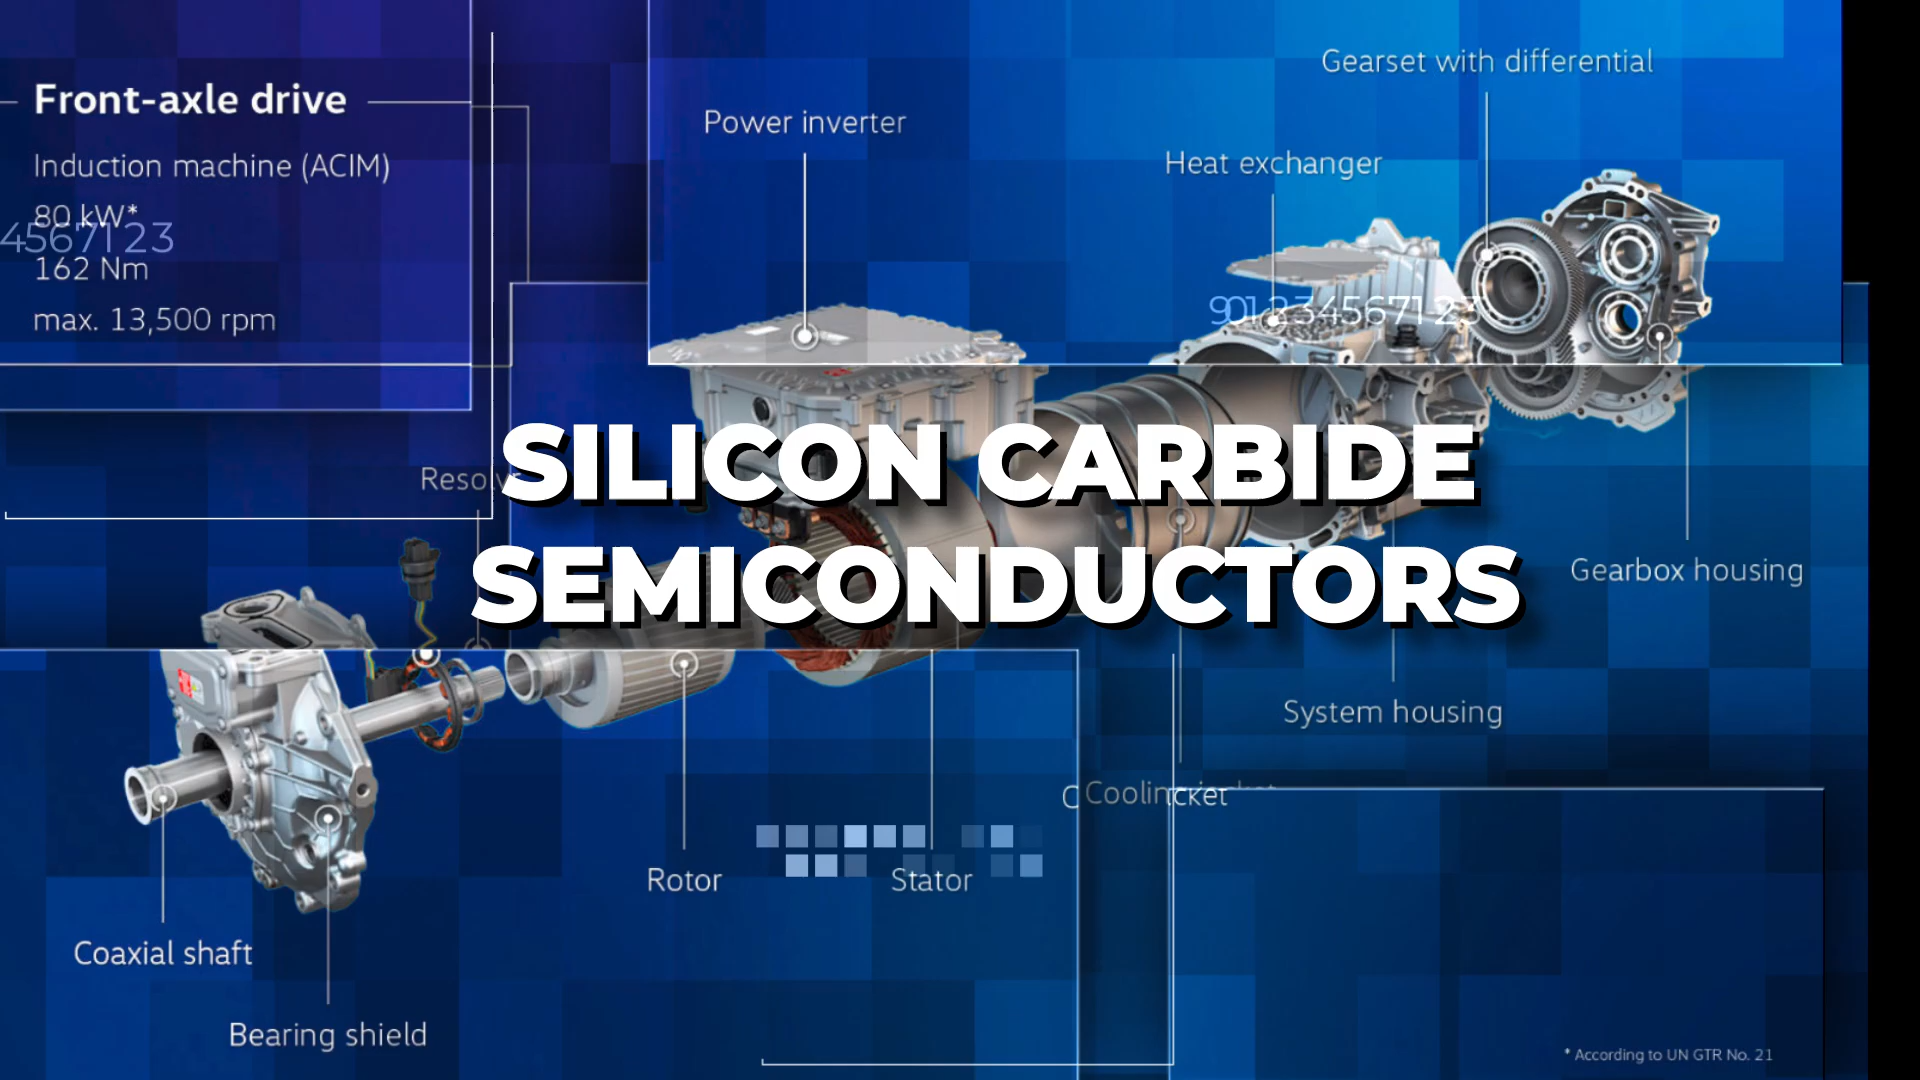 Gearset with differential
Front-axle drive
Power inverter
Heat exchanger
Induction machine (ACIM)
80 kW*
4567123
162 Nm
max. 13,500 rpm
901234567123
SILICON CARBIDE
SEMICONDUCTORS
Gearbox housing
System housing
Rotor
Stator
Coaxial shaft
Bearing shield
* According to UN GTR No. 21